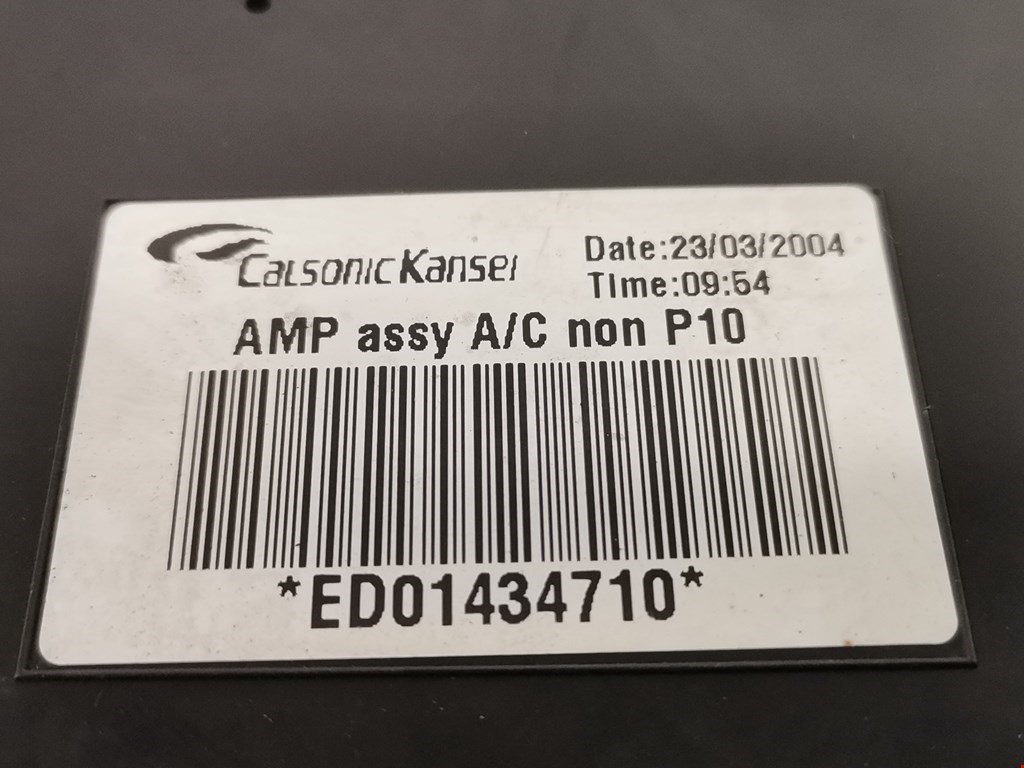 CalsonicKansei
Date:23/03/2004
Time:09:54
AMP assy A/C non P10
*ED01434710*